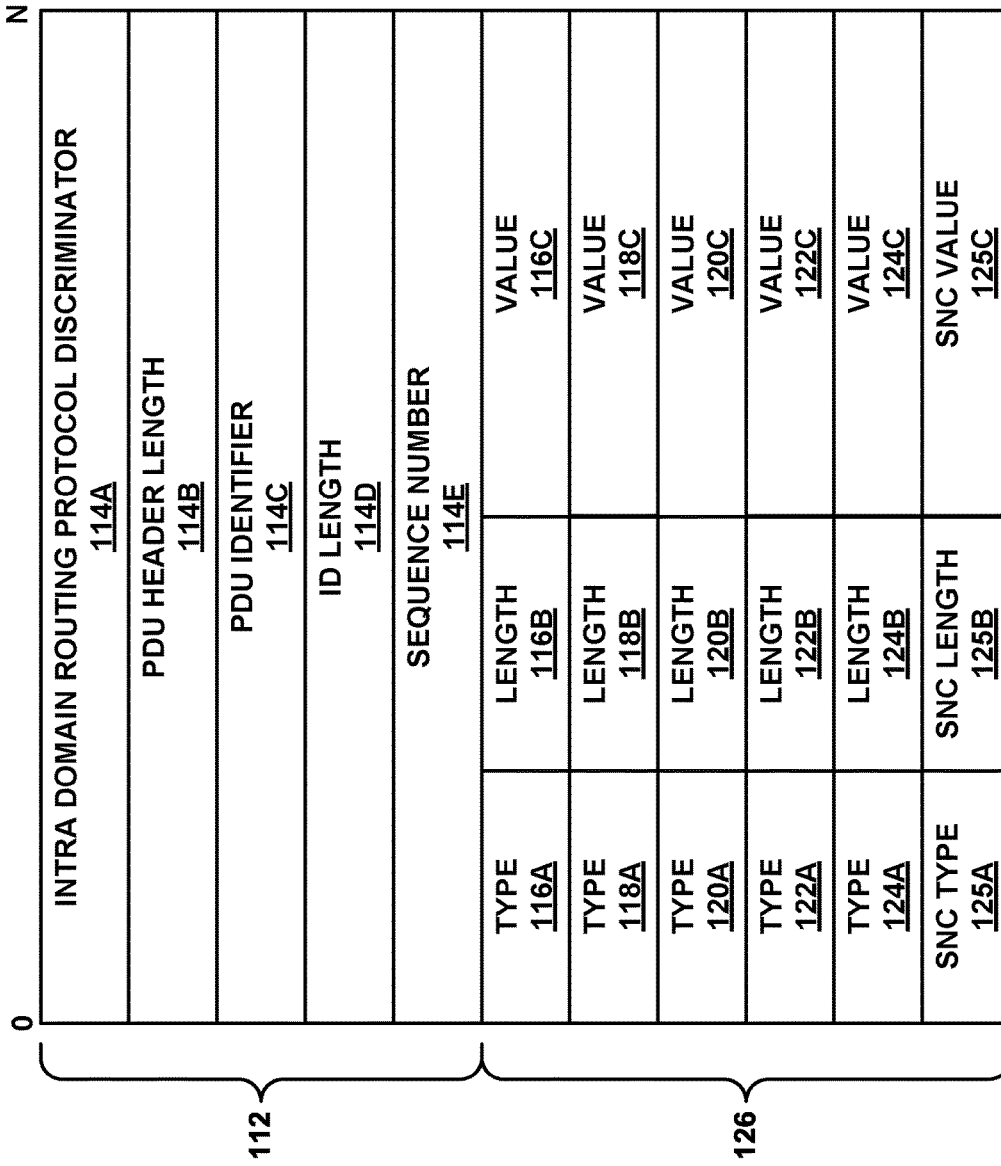 0
N
INTRA DOMAIN ROUTING PROTOCOL DISCRIMINATOR
114A
PDU HEADER LENGTH
114B
PDU IDENTIFIER
114C
ID LENGTH
114D
SEQUENCE NUMBER
114E
112
TYPE
116A
LENGTH
116B
VALUE
116C
TYPE
118A
LENGTH
118B
VALUE
118C
TYPE
120A
LENGTH
120B
VALUE
120C
TYPE
122A
LENGTH
122B
VALUE
122C
TYPE
124A
LENGTH
124B
VALUE
124C
SNC TYPE
125A
SNC LENGTH
125B
SNC VALUE
125C
126